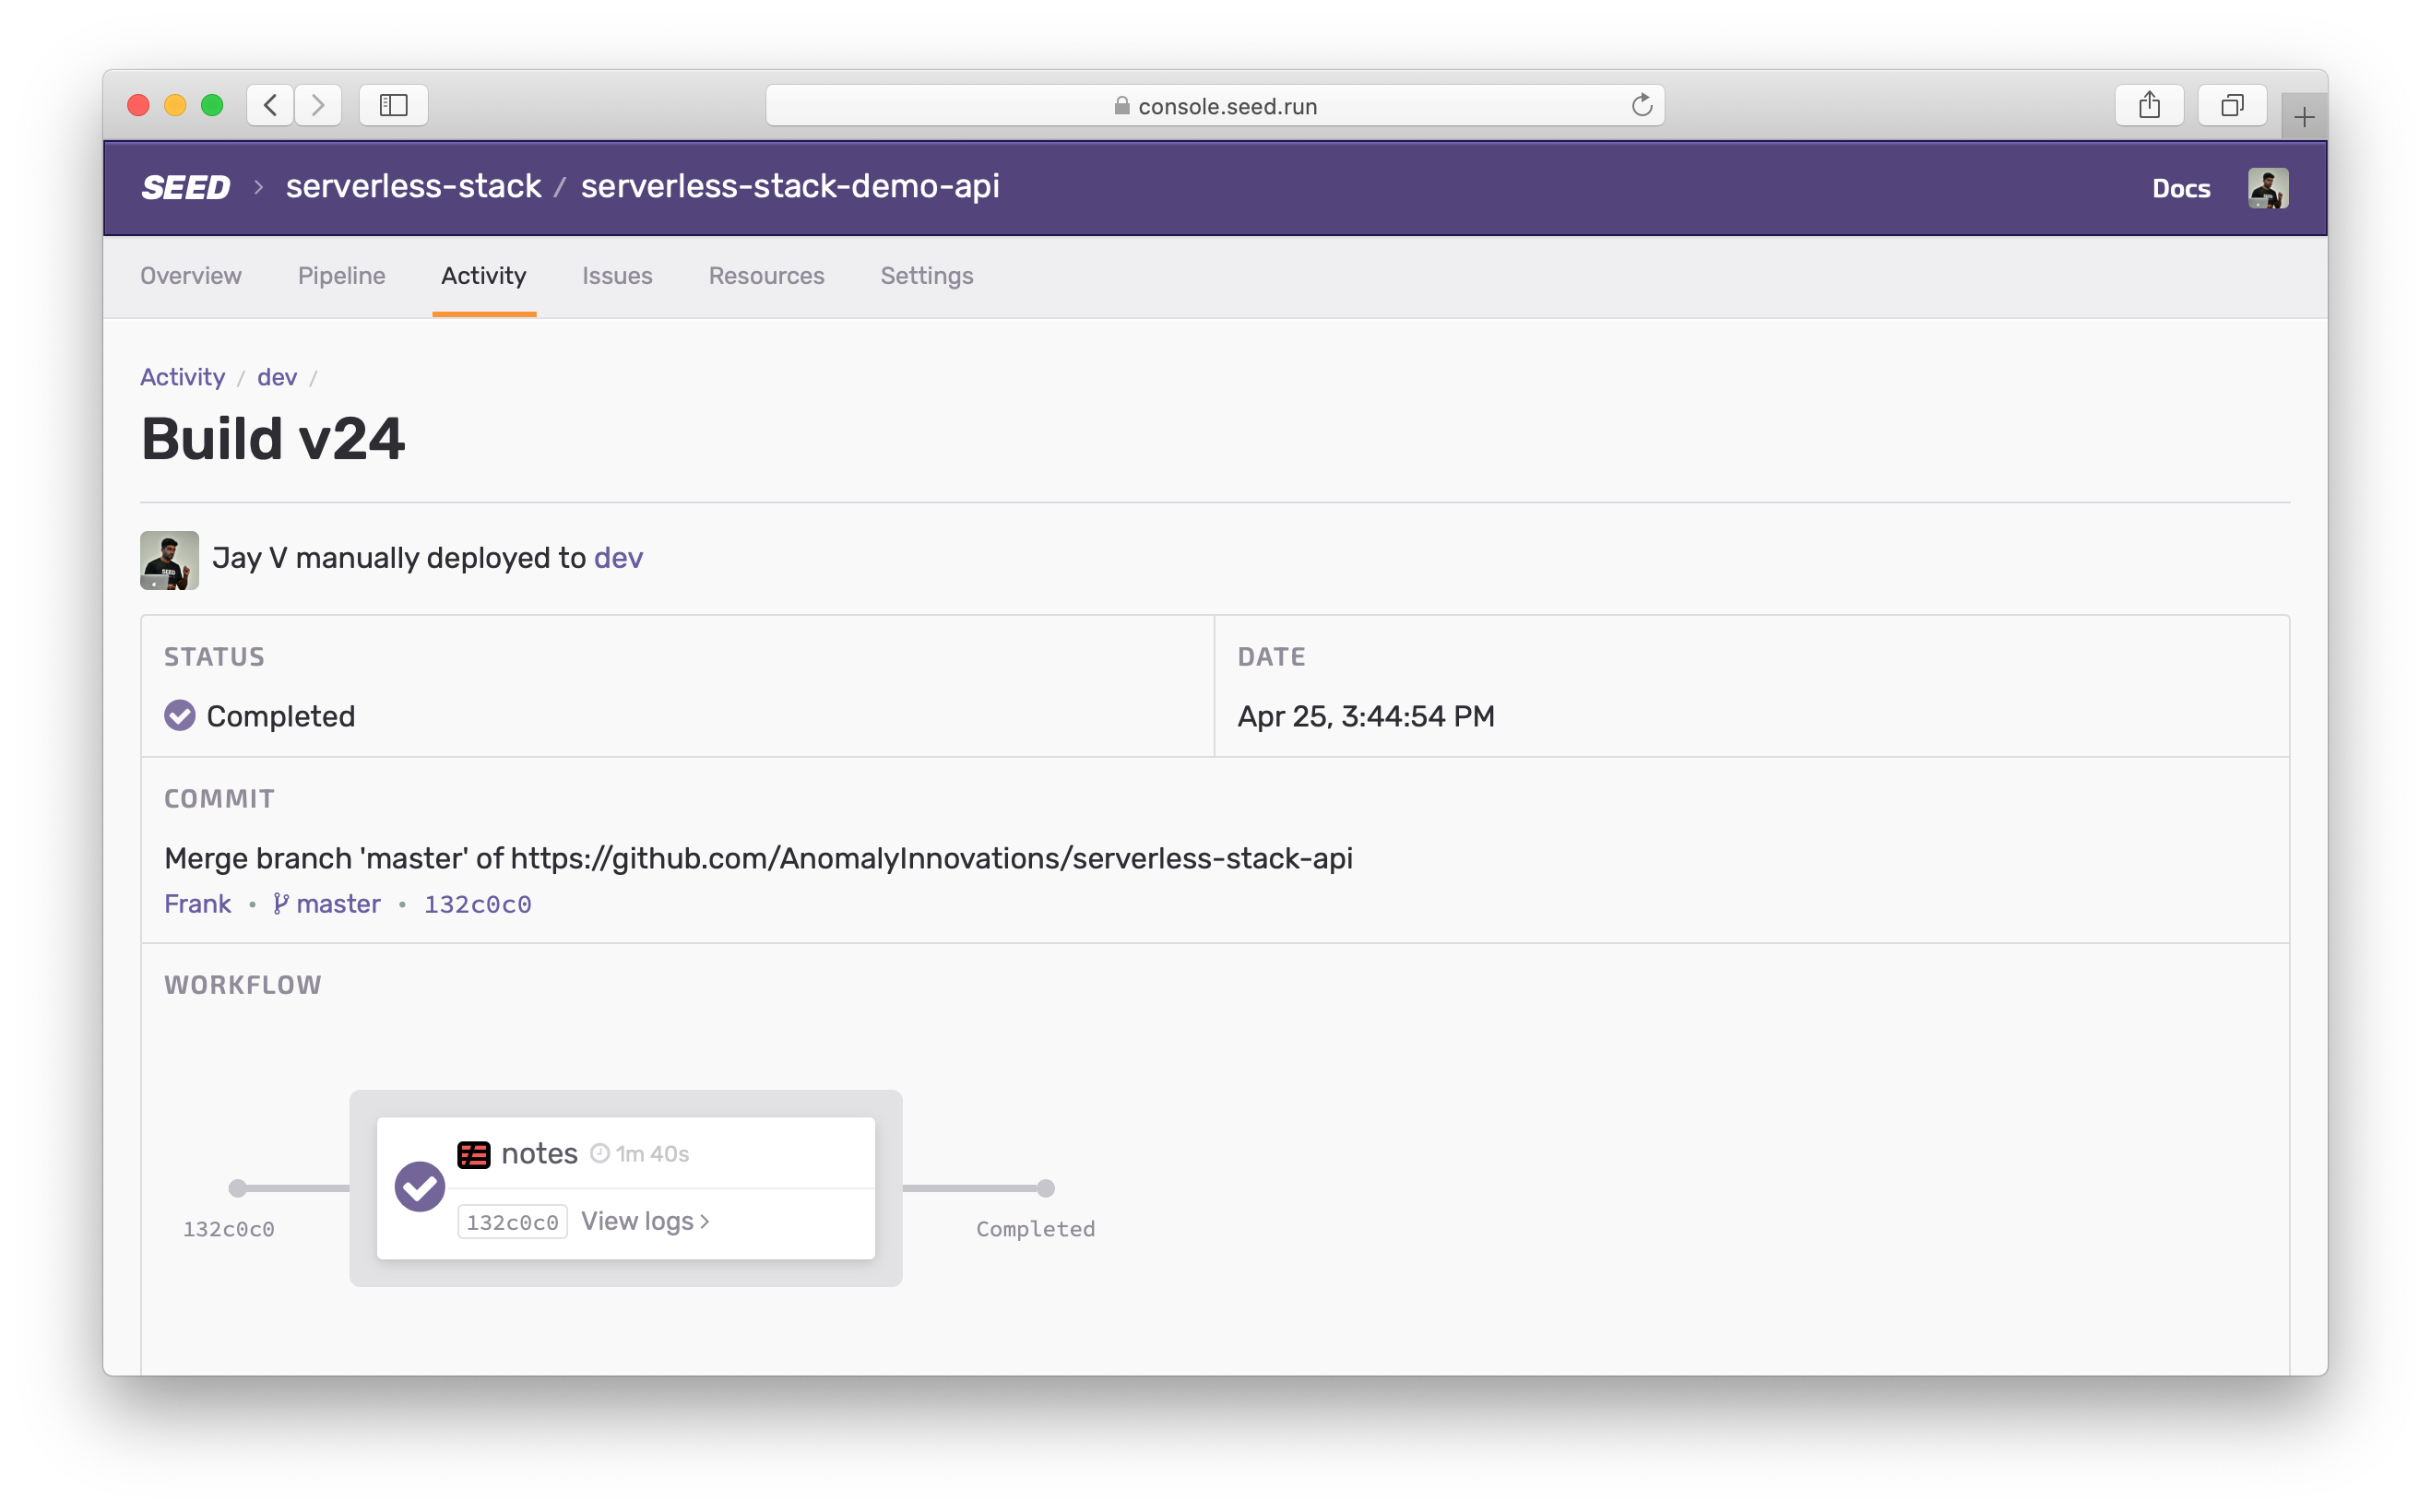 console.seed.run
SEED > serverless-stack / serverless-stack-demo-api
Docs
Overview Pipeline Activity Issues Resources Settings
Activity / dev /
Build v24
Jay V manually deployed to dev
STATUS
Completed
DATE
Apr 25, 3:44:54 PM
COMMIT
Merge branch 'master' of https://github.com/AnomalyInnovations/serverless-stack-api
Frank • master • 132c0c0
WORKFLOW
notes 1m 40s
132c0c0 View logs >
132c0c0
Completed